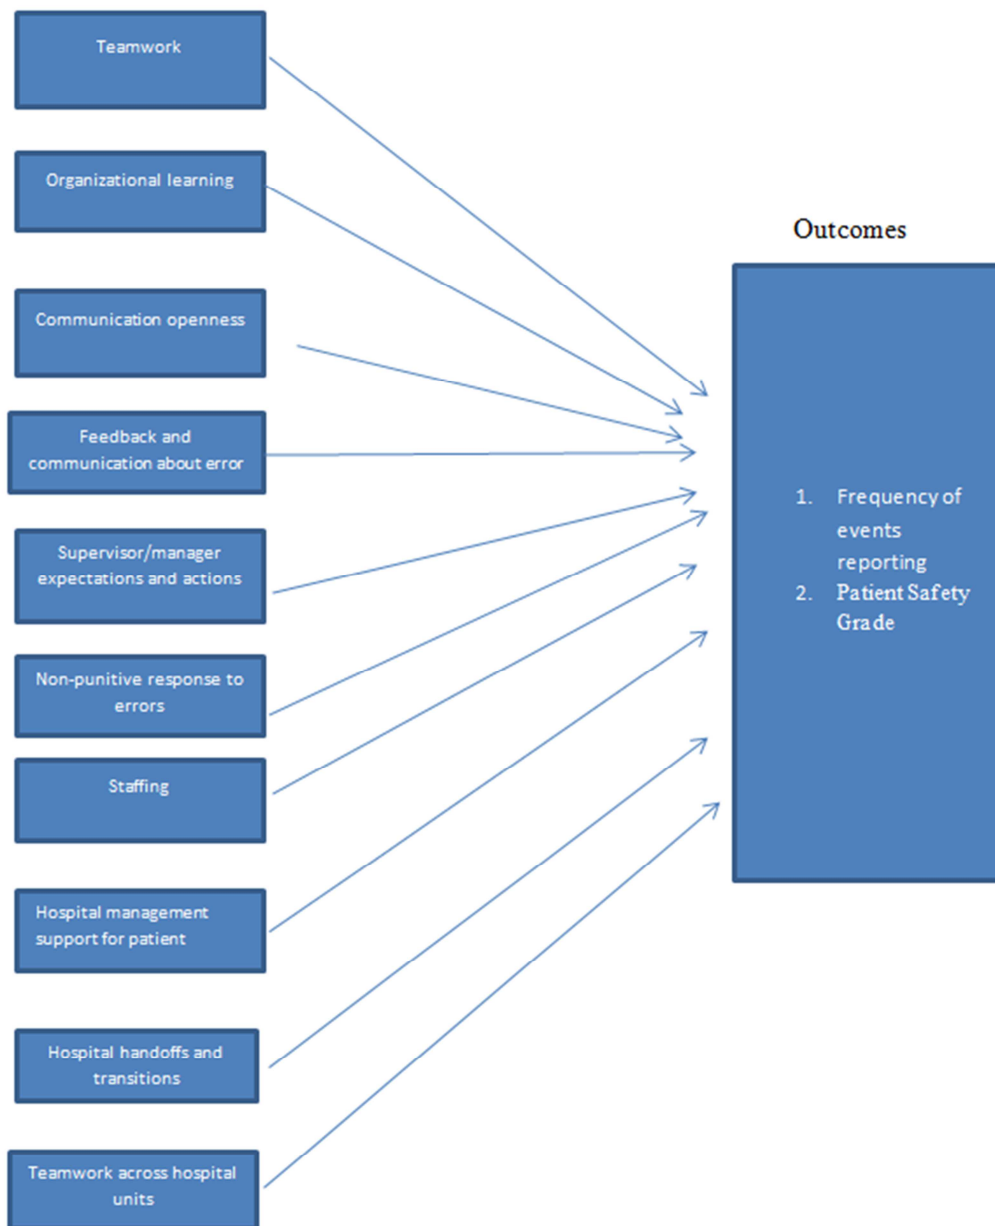 Teamwork
Organizational learning
Communication openness
Feedback and
communication about error
Supervisor/manager
expectations and actions
Non-punitive response to
errors
Staffing
Hospital management
support for patient
Hospital handoffs and
transitions
Teamwork across hospital
units
Outcomes
1. Frequency of
events
reporting
2. Patient Safety
Grade